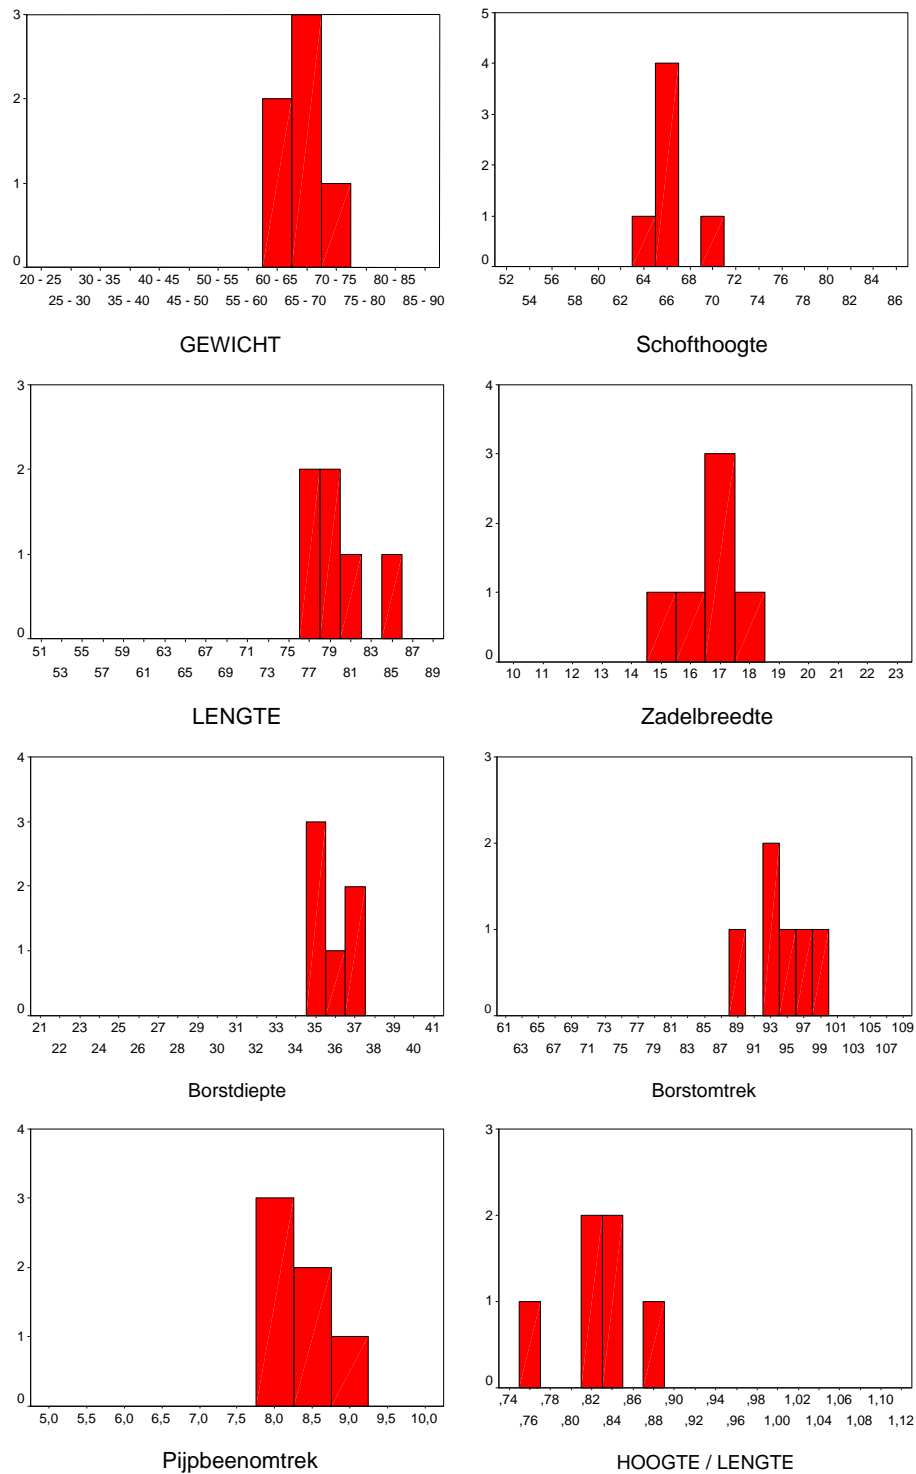 3
2
1
0
20 - 25 30 - 35 40 - 45 50 - 55 60 - 65 70 - 75 80 - 85
25 - 30 35 - 40 45 - 50 55 - 60 65 - 70 75 - 80 85 - 90
GEWICHT
5
4
3
2
1
0
52 56 60 64 68 72 76 80 84
54 58 62 66 70 74 78 82 86
Schofthoogte
3
2
1
0
51 55 59 63 67 71 75 79 83 87
53 57 61 65 69 73 77 81 85 89
LENGTE
4
3
2
1
0
10 11 12 13 14 15 16 17 18 19 20 21 22 23
Zadelbreedte
4
3
2
1
0
21 23 25 27 29 31 33 35 37 39 41
22 24 26 28 30 32 34 36 38 40
Borstdiepte
3
2
1
0
61 65 69 73 77 81 85 89 93 97 101 105 109
63 67 71 75 79 83 87 91 95 99 103 107
Borstomtrek
4
3
2
1
0
5,0 5,5 6,0 6,5 7,0 7,5 8,0 8,5 9,0 9,5 10,0
Pijpbeenomtrek
3
2
1
0
,74 ,78 ,82 ,86 ,90 ,94 ,98 1,02 1,06 1,10
,76 ,80 ,84 ,88 ,92 ,96 1,00 1,04 1,08 1,12
HOOGTE / LENGTE